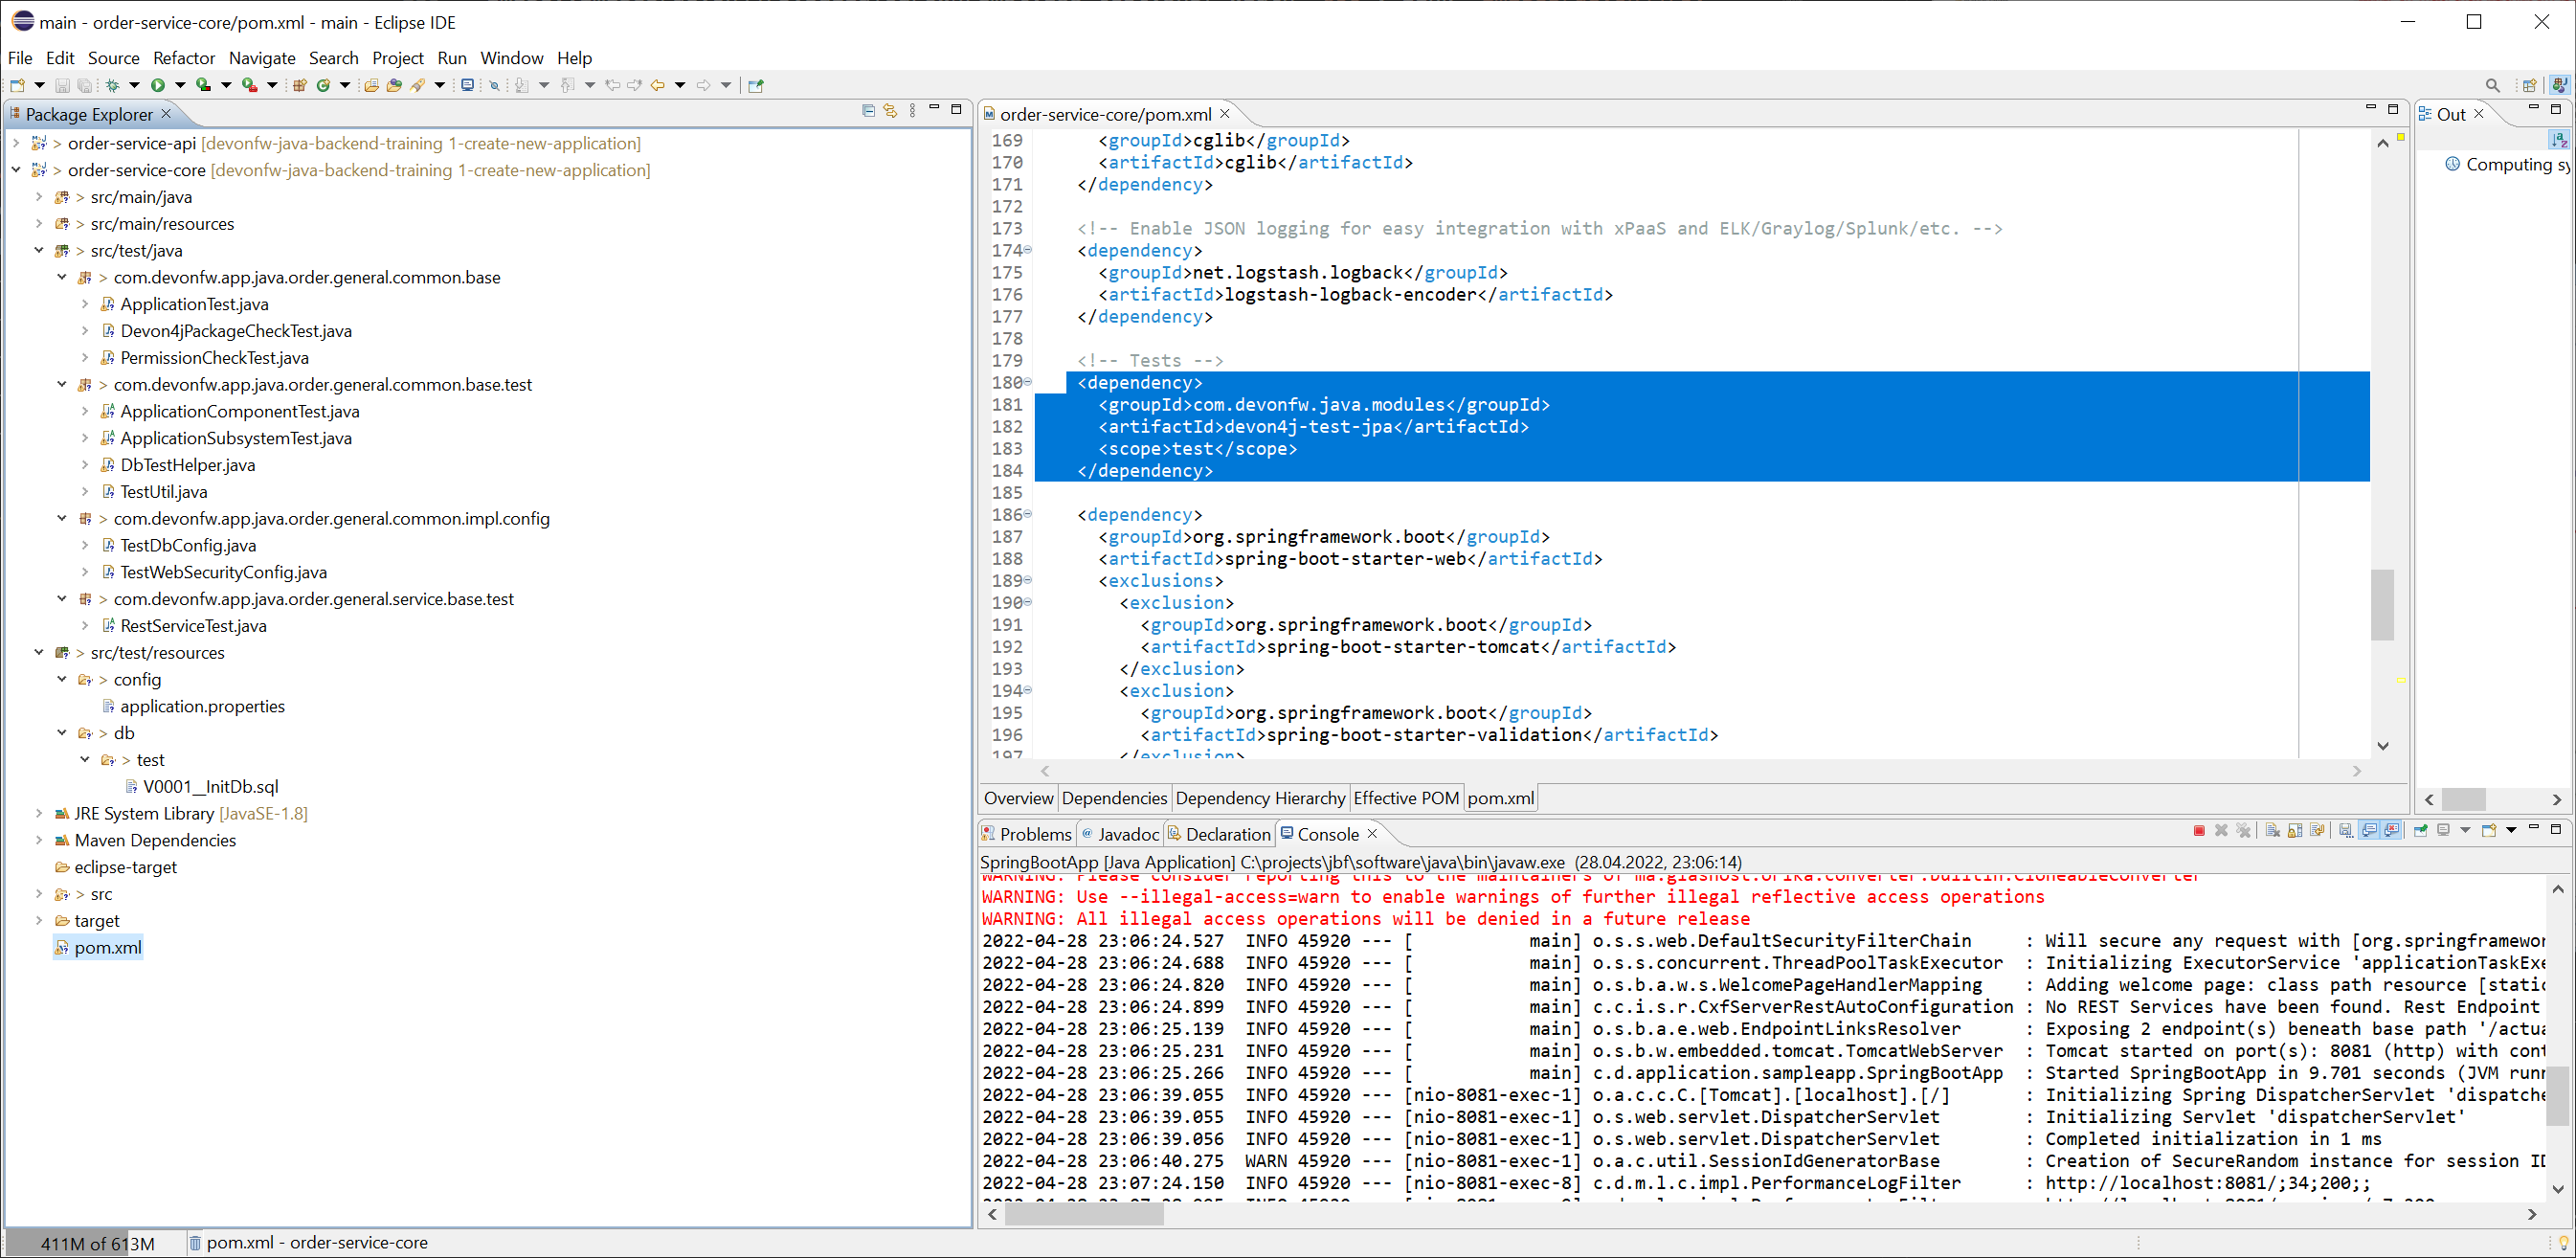 main - order-service-core/pom.xml - main - Eclipse IDE
File Edit Source Refactor Navigate Search Project Run Window Help
Package Explorer
> order-service-api [devonfw-java-backend-training 1-create-new-application]
> order-service-core [devonfw-java-backend-training 1-create-new-application]
> src/main/java
> src/main/resources
> src/test/java
> com.devonfw.app.java.order.general.common.base
ApplicationTest.java
Devon4jPackageCheckTest.java
PermissionCheckTest.java
> com.devonfw.app.java.order.general.common.base.test
ApplicationComponentTest.java
ApplicationSubsystemTest.java
DbTestHelper.java
TestUtil.java
> com.devonfw.app.java.order.general.common.impl.config
TestDbConfig.java
TestWebSecurityConfig.java
> com.devonfw.app.java.order.general.service.base.test
RestServiceTest.java
> src/test/resources
> config
application.properties
> db
> test
V0001__InitDb.sql
JRE System Library [JavaSE-1.8]
Maven Dependencies
eclipse-target
> src
target
pom.xml
order-service-core/pom.xml
169 <groupId>cglib</groupId>
170 <artifactId>cglib</artifactId>
171 </dependency>
172
173 <!-- Enable JSON logging for easy integration with xPaaS and ELK/Graylog/Splunk/etc. -->
174 <dependency>
175 <groupId>net.logstash.logback</groupId>
176 <artifactId>logstash-logback-encoder</artifactId>
177 </dependency>
178
179 <!-- Tests -->
180 <dependency>
181 <groupId>com.devonfw.java.modules</groupId>
182 <artifactId>devon4j-test-jpa</artifactId>
183 <scope>test</scope>
184 </dependency>
185
186 <dependency>
187 <groupId>org.springframework.boot</groupId>
188 <artifactId>spring-boot-starter-web</artifactId>
189 <exclusions>
190 <exclusion>
191 <groupId>org.springframework.boot</groupId>
192 <artifactId>spring-boot-starter-tomcat</artifactId>
193 </exclusion>
194 <exclusion>
195 <groupId>org.springframework.boot</groupId>
196 <artifactId>spring-boot-starter-validation</artifactId>
197 </exclusion>
Overview Dependencies Dependency Hierarchy Effective POM pom.xml
Out
Computing sy
Problems Javadoc Declaration Console
SpringBootApp [Java Application] C:\projects\jbf\software\java\bin\javaw.exe (28.04.2022, 23:06:14)
WARNING: Please consider reporting this to the maintainers of ma.glasnost.orika.converter.builtin.CloneableConverter
WARNING: Use --illegal-access=warn to enable warnings of further illegal reflective access operations
WARNING: All illegal access operations will be denied in a future release
2022-04-28 23:06:24.527 INFO 45920 --- [ main] o.s.s.web.DefaultSecurityFilterChain : Will secure any request with [org.springframewor
2022-04-28 23:06:24.688 INFO 45920 --- [ main] o.s.s.concurrent.ThreadPoolTaskExecutor : Initializing ExecutorService 'applicationTaskExe
2022-04-28 23:06:24.820 INFO 45920 --- [ main] o.s.b.a.w.s.WelcomePageHandlerMapping : Adding welcome page: class path resource [static
2022-04-28 23:06:24.899 INFO 45920 --- [ main] c.c.i.s.r.CxfServerRestAutoConfiguration : No REST Services have been found. Rest Endpoint
2022-04-28 23:06:25.139 INFO 45920 --- [ main] o.s.b.a.e.web.EndpointLinksResolver : Exposing 2 endpoint(s) beneath base path '/actua
2022-04-28 23:06:25.231 INFO 45920 --- [ main] o.s.b.w.embedded.tomcat.TomcatWebServer : Tomcat started on port(s): 8081 (http) with cont
2022-04-28 23:06:25.266 INFO 45920 --- [ main] c.d.application.sampleapp.SpringBootApp : Started SpringBootApp in 9.701 seconds (JVM runn
2022-04-28 23:06:39.055 INFO 45920 --- [nio-8081-exec-1] o.a.c.c.C.[Tomcat].[localhost].[/] : Initializing Spring DispatcherServlet 'dispatche
2022-04-28 23:06:39.055 INFO 45920 --- [nio-8081-exec-1] o.s.web.servlet.DispatcherServlet : Initializing Servlet 'dispatcherServlet'
2022-04-28 23:06:39.056 INFO 45920 --- [nio-8081-exec-1] o.s.web.servlet.DispatcherServlet : Completed initialization in 1 ms
2022-04-28 23:06:40.275 WARN 45920 --- [nio-8081-exec-1] o.a.c.util.SessionIdGeneratorBase : Creation of SecureRandom instance for session ID
2022-04-28 23:07:24.150 INFO 45920 --- [nio-8081-exec-8] c.d.m.l.c.impl.PerformanceLogFilter : http://localhost:8081/;34;200;;
411M of 613M pom.xml - order-service-core